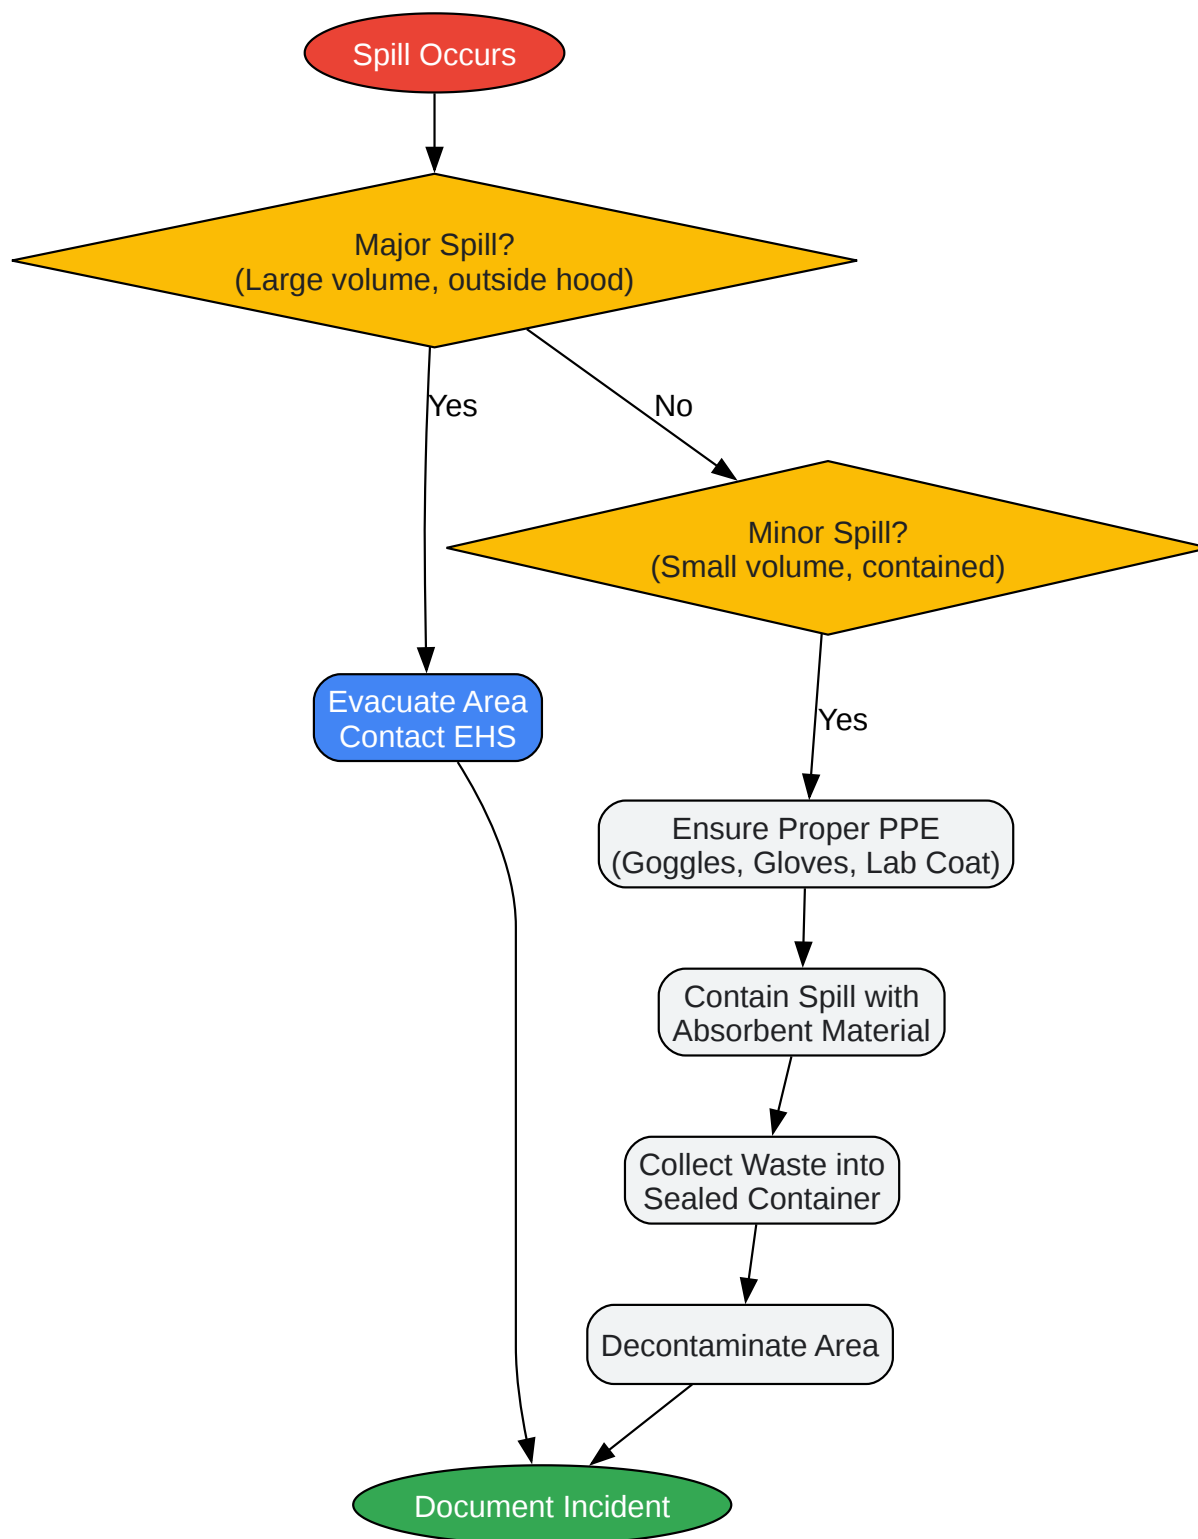 Spill Occurs
Major Spill?
(Large volume, outside hood)
Yes
No
Minor Spill?
(Small volume, contained)
Evacuate Area
Contact EHS
Yes
Ensure Proper PPE
(Goggles, Gloves, Lab Coat)
Contain Spill with
Absorbent Material
Collect Waste into
Sealed Container
Decontaminate Area
Document Incident